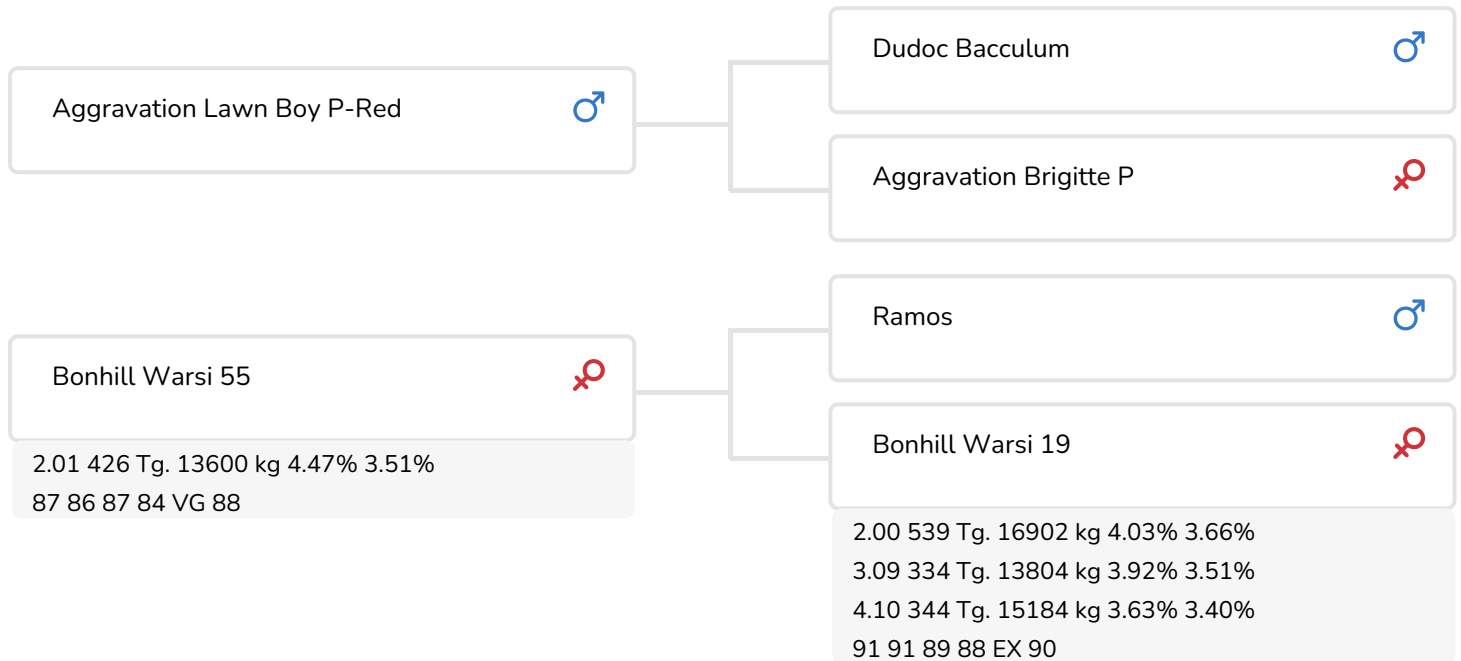 Dudoc Bacculum
Aggravation Lawn Boy P-Red
Aggravation Brigitte P
Ramos
Bonhill Warsi 55
2.01 426 Tg. 13600 kg 4.47% 3.51%
87 86 87 84 VG 88
Bonhill Warsi 19
2.00 539 Tg. 16902 kg 4.03% 3.66%
3.09 334 Tg. 13804 kg 3.92% 3.51%
4.10 344 Tg. 15184 kg 3.63% 3.40%
91 91 89 88 EX 90